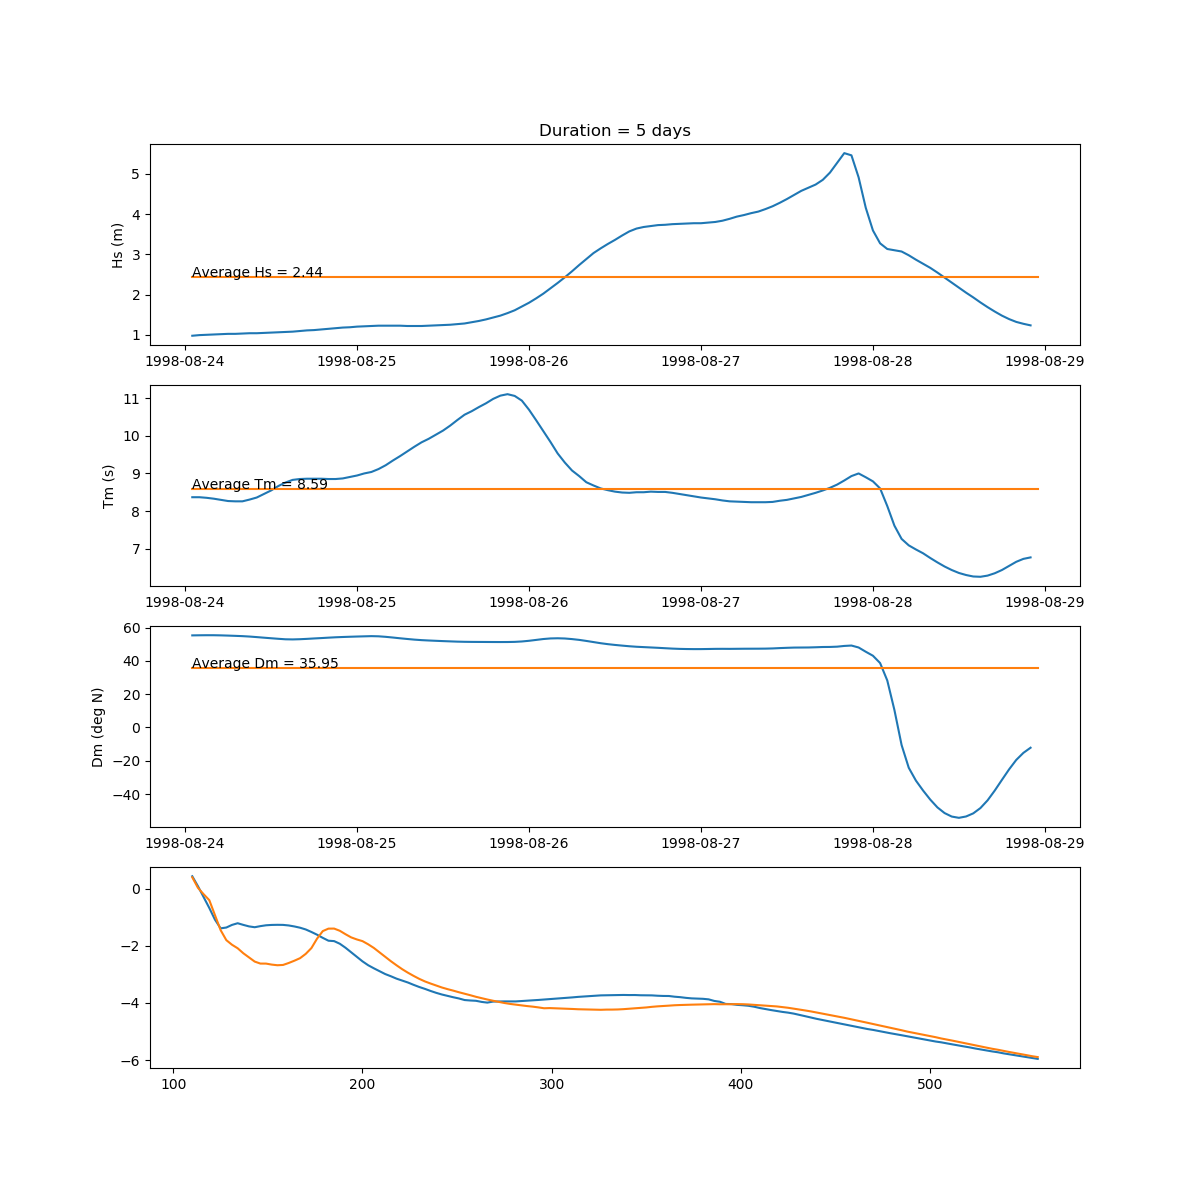 Duration = 5 days
5
4
3
2
1
Hs (m)
Average Hs = 2.44
1998-08-24 1998-08-25 1998-08-26 1998-08-27 1998-08-28 1998-08-29
11
10
9
8
7
Tm (s)
Average Tm = 8.59
1998-08-24 1998-08-25 1998-08-26 1998-08-27 1998-08-28 1998-08-29
60
40
20
0
−20
−40
Dm (deg N)
Average Dm = 35.95
1998-08-24 1998-08-25 1998-08-26 1998-08-27 1998-08-28 1998-08-29
0
−2
−4
−6
100 200 300 400 500